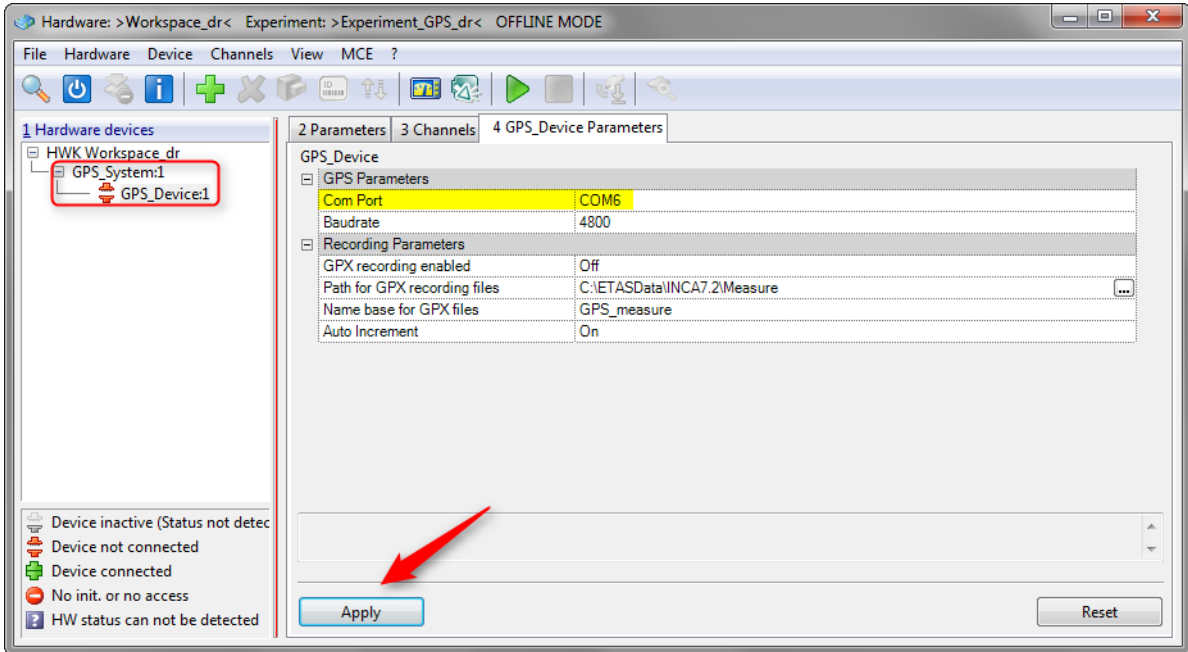 Hardware: >Workspace_dr<   Experiment: >Experiment_GPS_dr<   OFFLINE MODE
File Hardware Device Channels View MCE ?
1 Hardware devices
HWK Workspace_dr
GPS_System:1
GPS_Device:1
2 Parameters 3 Channels 4 GPS_Device Parameters
GPS_Device
GPS Parameters
Com Port COM6
Baudrate 4800
Recording Parameters
GPX recording enabled Off
Path for GPX recording files C:\ETASData\INCA7.2\Measure ...
Name base for GPX files GPS_measure
Auto Increment On
Device inactive (Status not detec
Device not connected
Device connected
No init. or no access
HW status can not be detected
Apply Reset